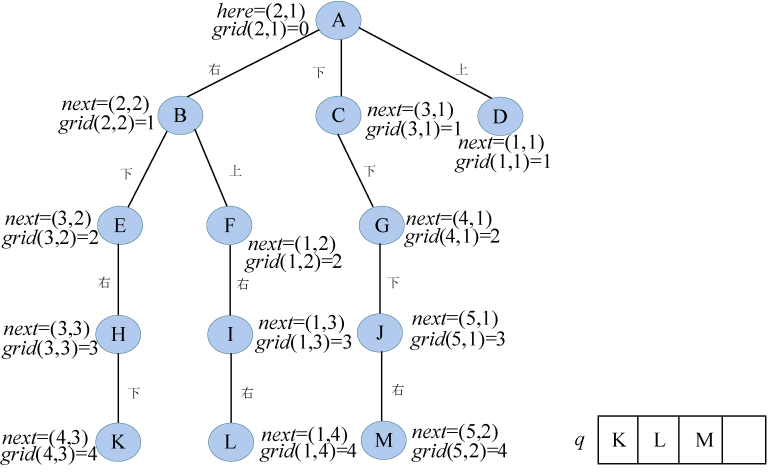 here=(2,1)
grid(2,1)=0
A
右
下
上
next=(2,2)
grid(2,2)=1
B
C
next=(3,1)
grid(3,1)=1
D
next=(1,1)
grid(1,1)=1
下
上
下
next=(3,2)
grid(3,2)=2
E
F
next=(1,2)
grid(1,2)=2
G
next=(4,1)
grid(4,1)=2
右
右
下
next=(3,3)
grid(3,3)=3
H
I
next=(1,3)
grid(1,3)=3
J
next=(5,1)
grid(5,1)=3
下
右
右
next=(4,3)
grid(4,3)=4
K
L
next=(1,4)
grid(1,4)=4
M
next=(5,2)
grid(5,2)=4
q K L M